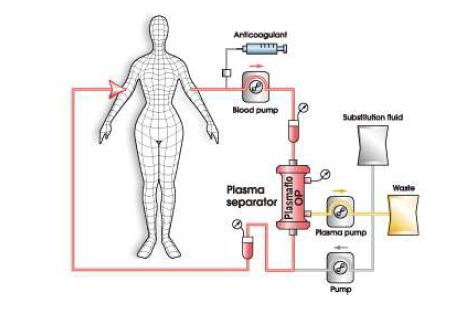 Anticoagulant
Blood pump
Substitution fluid
Plasma
separator
Plasmaflo
OP
Waste
Plasma pump
Pump